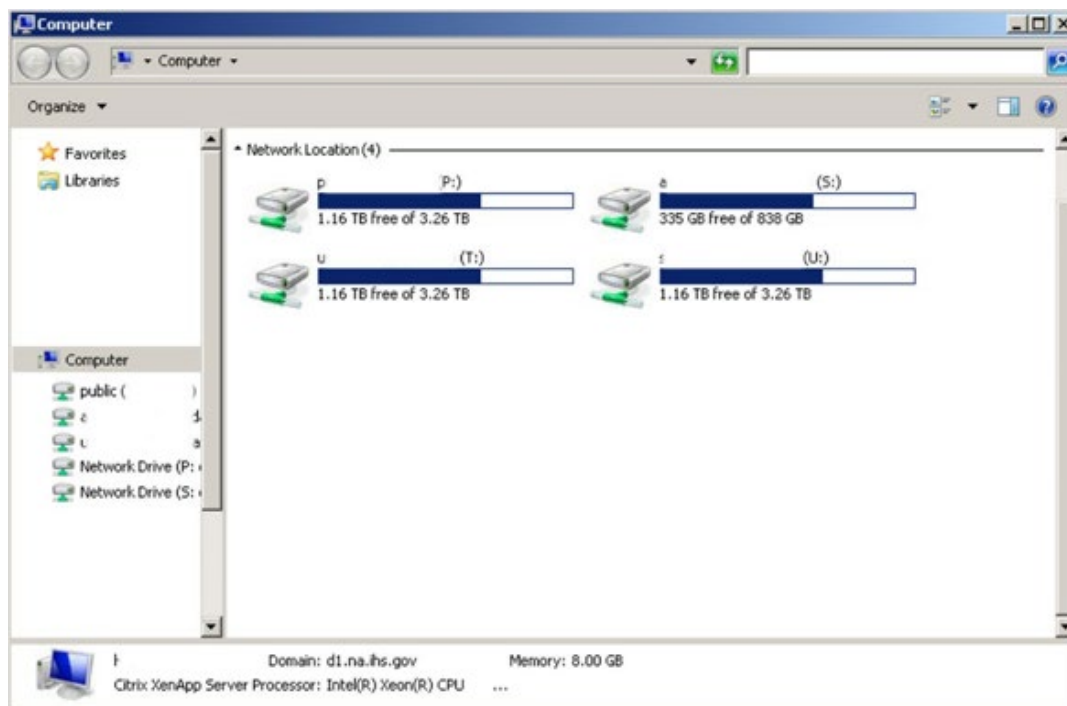 Computer
Computer
Organize
Favorites
Libraries
Network Location (4)
p P:)
1.16 TB free of 3.26 TB
a (S:)
335 GB free of 838 GB
u (T:)
1.16 TB free of 3.26 TB
(U:)
1.16 TB free of 3.26 TB
Computer
public ( )
a
u a
Network Drive (P:
Network Drive (S:
Domain: d1.na.ihs.gov Memory: 8.00 GB
Citrix XenApp Server Processor: Intel(R) Xeon(R) CPU ...